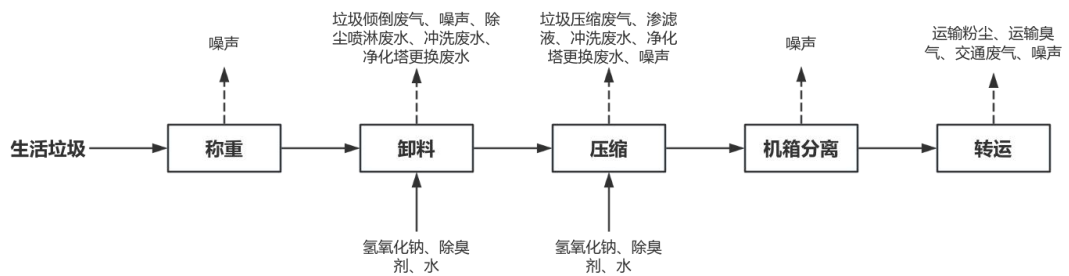 噪声
垃圾倾倒废气、噪声、除
尘喷淋废水、冲洗废水、
净化塔更换废水
垃圾压缩废气、渗滤
液、冲洗废水、净化
塔更换废水、噪声
噪声
运输粉尘、运输臭
气、交通废气、噪声
生活垃圾
称重
卸料
压缩
机箱分离
转运
氢氧化钠、除臭
剂、水
氢氧化钠、除臭
剂、水